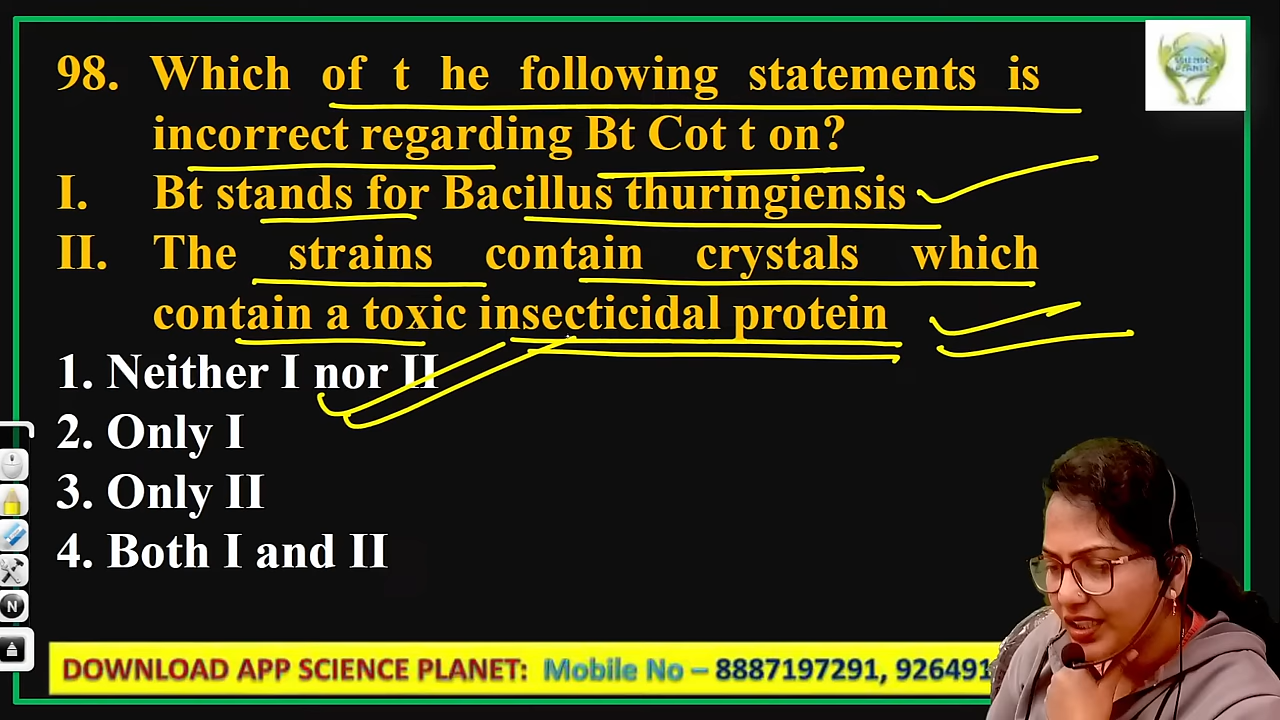 98. Which of t he following statements is
incorrect regarding Bt Cot t on?
I. Bt stands for Bacillus thuringiensis
II. The strains contain crystals which
contain a toxic insecticidal protein
1. Neither I nor II
2. Only I
3. Only II
4. Both I and II
SCIENCE
PLANET
N
DOWNLOAD APP SCIENCE PLANET: Mobile No – 8887197291, 926491